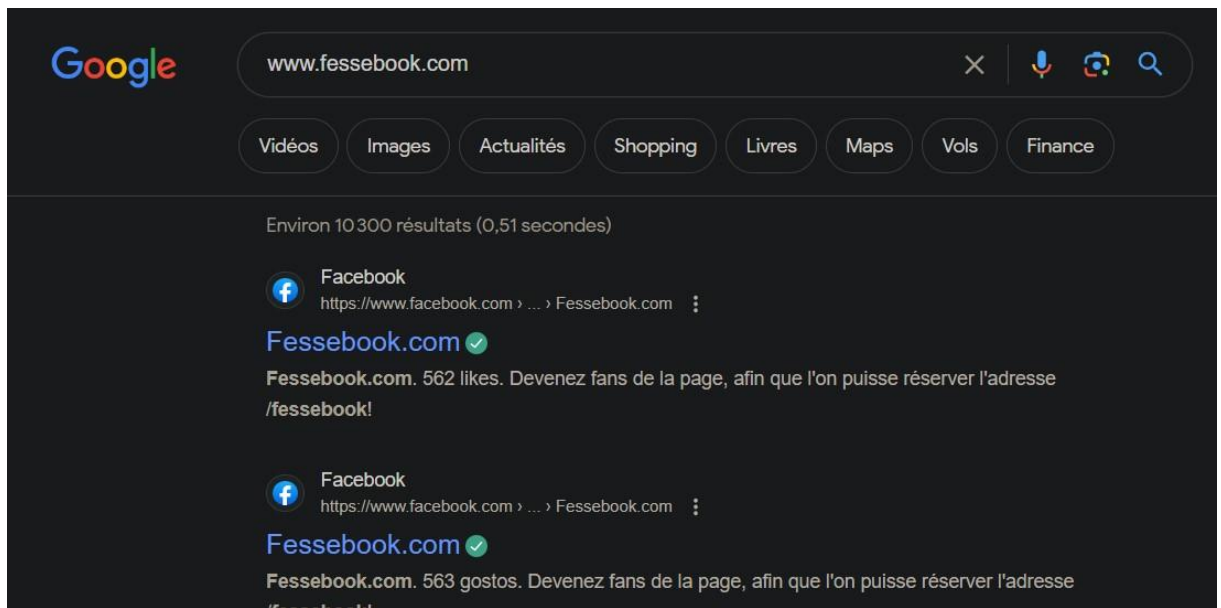 Google
www.fessebook.com
Vidéos Images Actualités Shopping Livres Maps Vols Finance
Environ 10 300 résultats (0,51 secondes)
Facebook
https://www.facebook.com › ... › Fessebook.com
Fessebook.com
Fessebook.com. 562 likes. Devenez fans de la page, afin que l'on puisse réserver l'adresse
/fessebook!
Facebook
https://www.facebook.com › ... › Fessebook.com
Fessebook.com
Fessebook.com. 563 gostos. Devenez fans de la page, afin que l'on puisse réserver l'adresse
/fessebook!